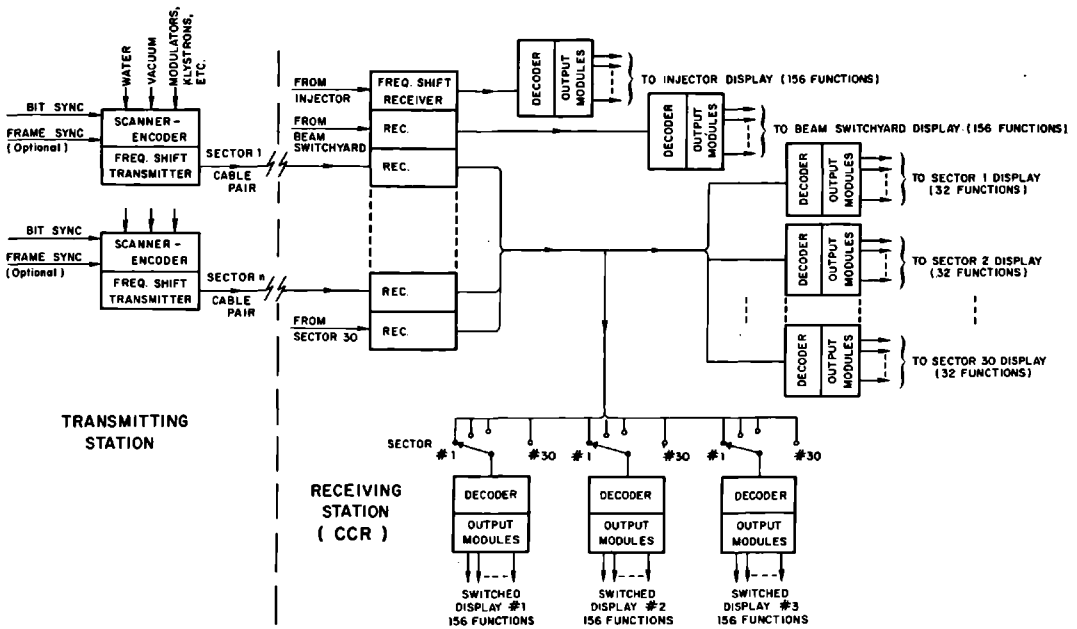 WATER
VACUUM
MODULATORS,
KLYSTRONS,
ETC.
BIT SYNC
FRAME SYNC
(Optional)
SCANNER-
ENCODER
FREQ. SHIFT
TRANSMITTER
SECTOR 1
CABLE
PAIR
BIT SYNC
FRAME SYNC
(Optional)
SCANNER-
ENCODER
FREQ. SHIFT
TRANSMITTER
SECTOR n
CABLE
PAIR
TRANSMITTING
STATION
FROM
INJECTOR
FREQ. SHIFT
RECEIVER
FROM
BEAM
SWITCHYARD
REC.
REC.
REC.
FROM
SECTOR 30
REC.
DECODER
OUTPUT
MODULES
TO INJECTOR DISPLAY (156 FUNCTIONS)
DECODER
OUTPUT
MODULES
TO BEAM SWITCHYARD DISPLAY (156 FUNCTIONS)
DECODER
OUTPUT
MODULES
TO SECTOR 1 DISPLAY
(32 FUNCTIONS)
DECODER
OUTPUT
MODULES
TO SECTOR 2 DISPLAY
(32 FUNCTIONS)
DECODER
OUTPUT
MODULES
TO SECTOR 30 DISPLAY
(32 FUNCTIONS)
RECEIVING
STATION
( CCR )
SECTOR
#1
#30
#1
#30
#1
#30
DECODER
OUTPUT
MODULES
SWITCHED
DISPLAY #1
156 FUNCTIONS
DECODER
OUTPUT
MODULES
SWITCHED
DISPLAY #2
156 FUNCTIONS
DECODER
OUTPUT
MODULES
SWITCHED
DISPLAY #3
156 FUNCTIONS